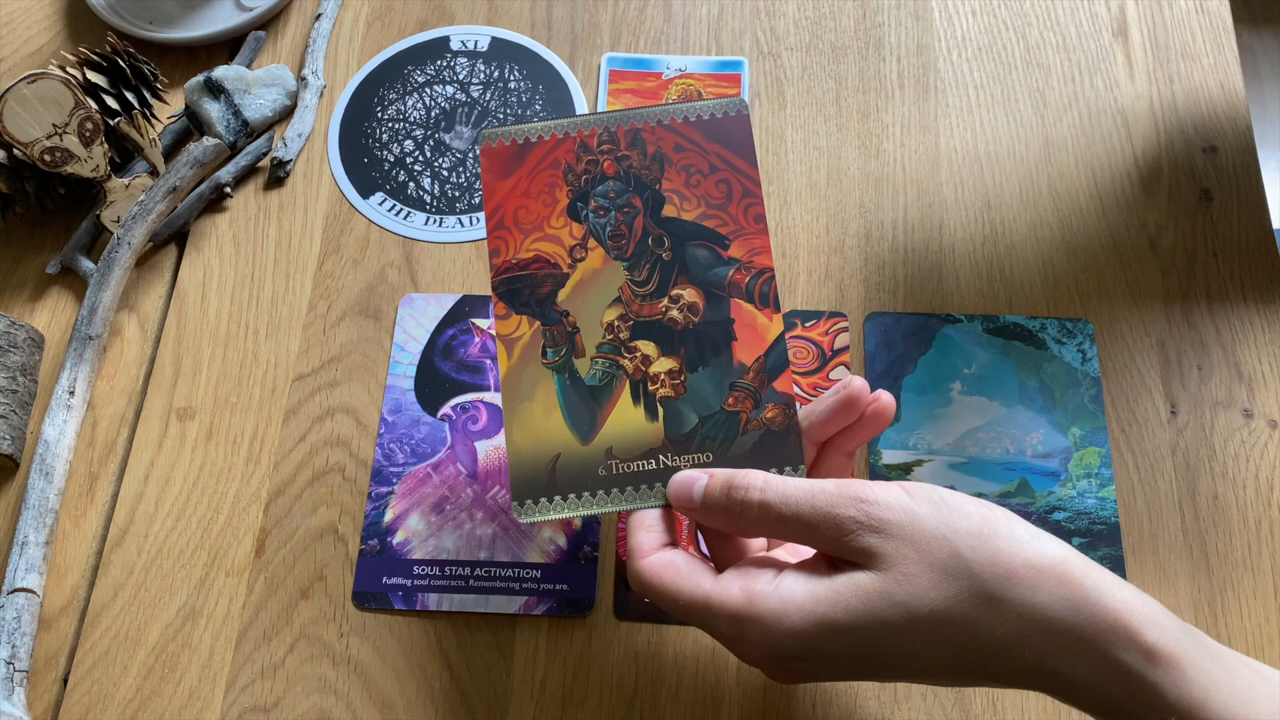 XL
THE DEAD
6. Troma Nagmo
SOUL STAR ACTIVATION
Fulfilling soul contracts. Remembering who you are.